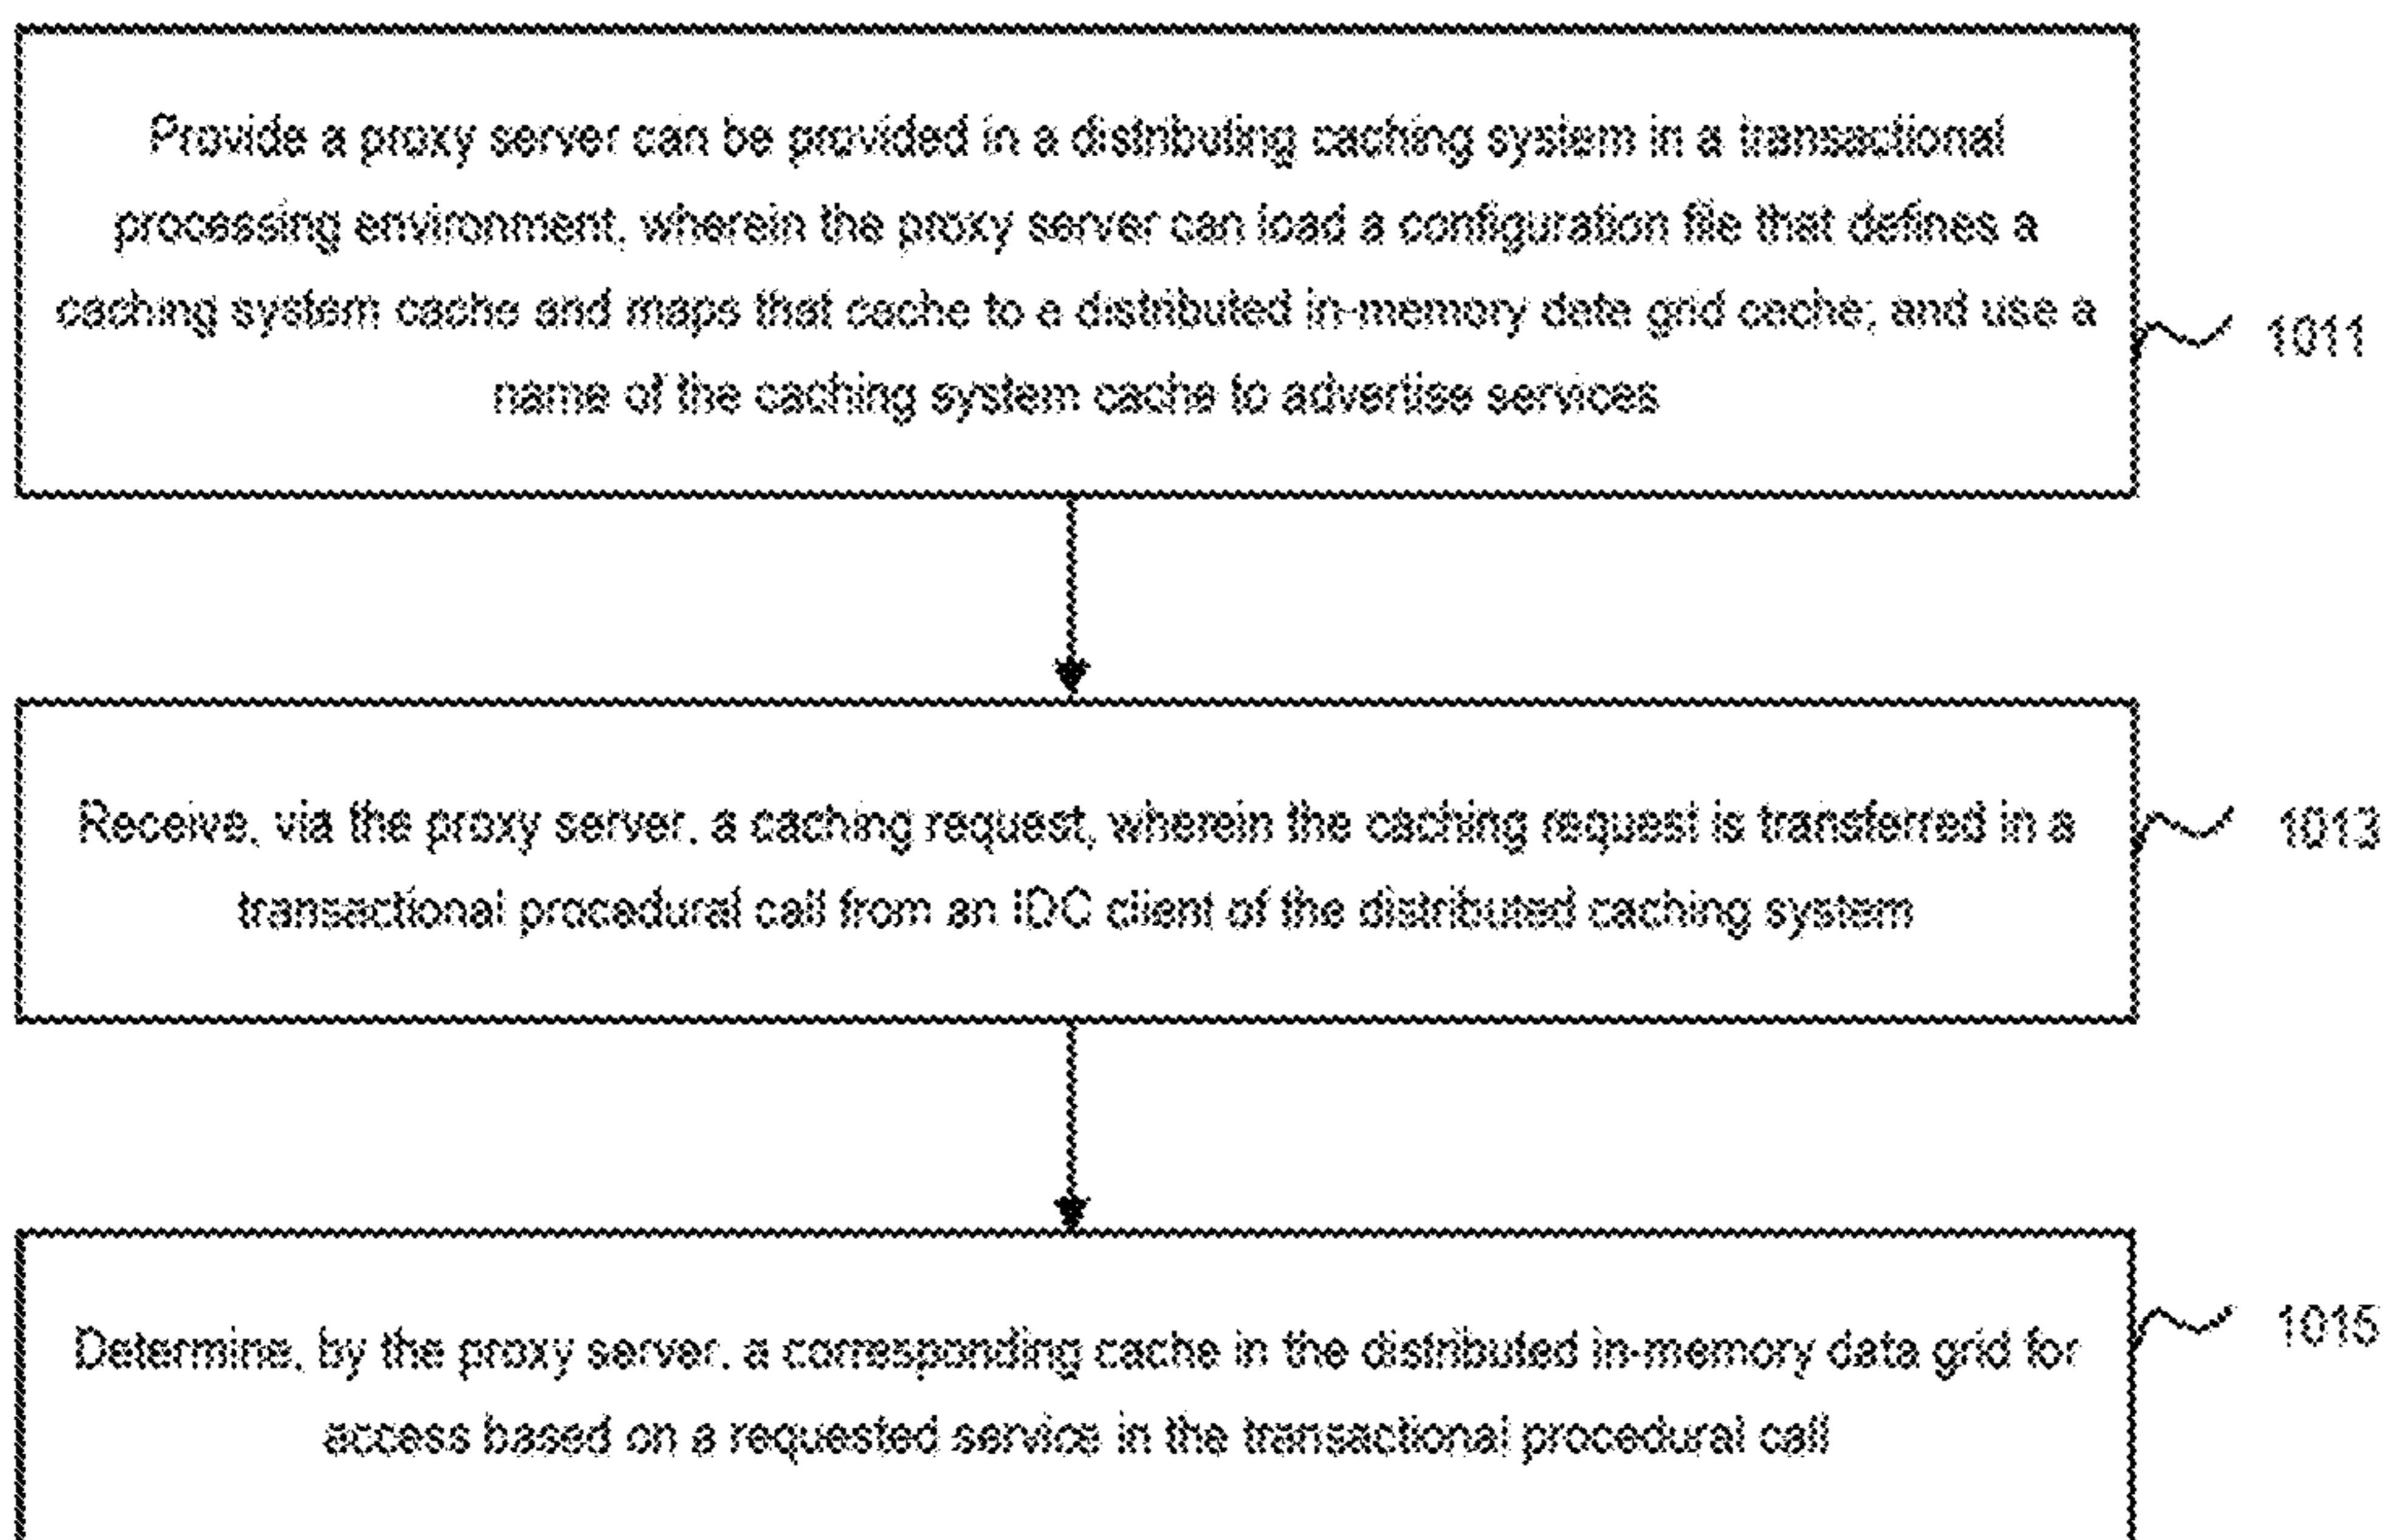 Provide a proxy server can be provided in a distributing caching system in a transactional
processing environment, wherein the proxy server can load a configuration file that defines a
caching system cache and maps that cache to a distributed in-memory data grid cache; and use a
name of the caching system cache to advertise services
1011
Receive, via the proxy server, a caching request, wherein the caching request is transferred in a
transactional procedural call from an IDC client of the distributed caching system
1013
Determine, by the proxy server, a corresponding cache in the distributed in-memory data grid for
access based on a requested service in the transactional procedural call
1015